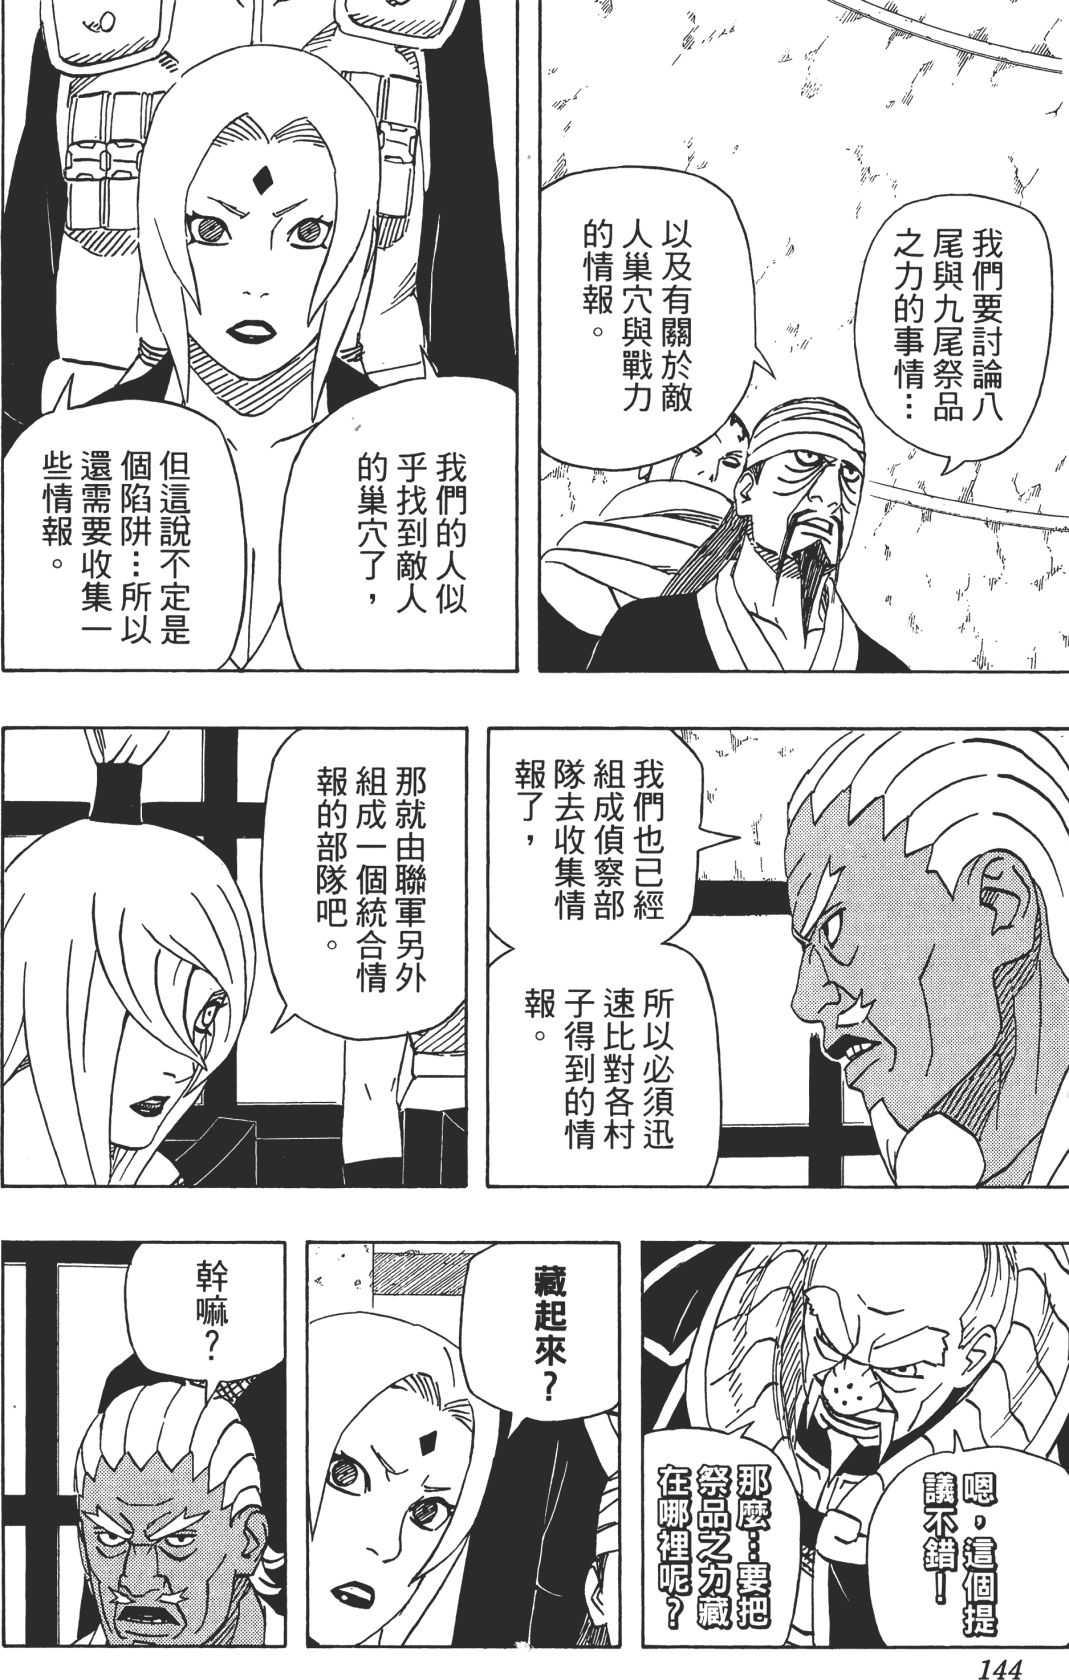 我們要討論八
尾與九尾祭品
之力的事情…
以及有關於敵
人巢穴與戰力
的情報。
我們的人似
乎找到敵人
的巢穴了，
但這說不定是
個陷阱…所以
還需要收集一
些情報。
我們也已經
組成偵察部
隊去收集情
報了，
所以必須迅
速比對各村
子得到的情
報。
那就由聯軍另外
組成一個統合情
報的部隊吧。
嗯，這個提
議不錯！
那麼…要把
祭品之力藏
在哪裡呢？
藏起來？
幹嘛？
144